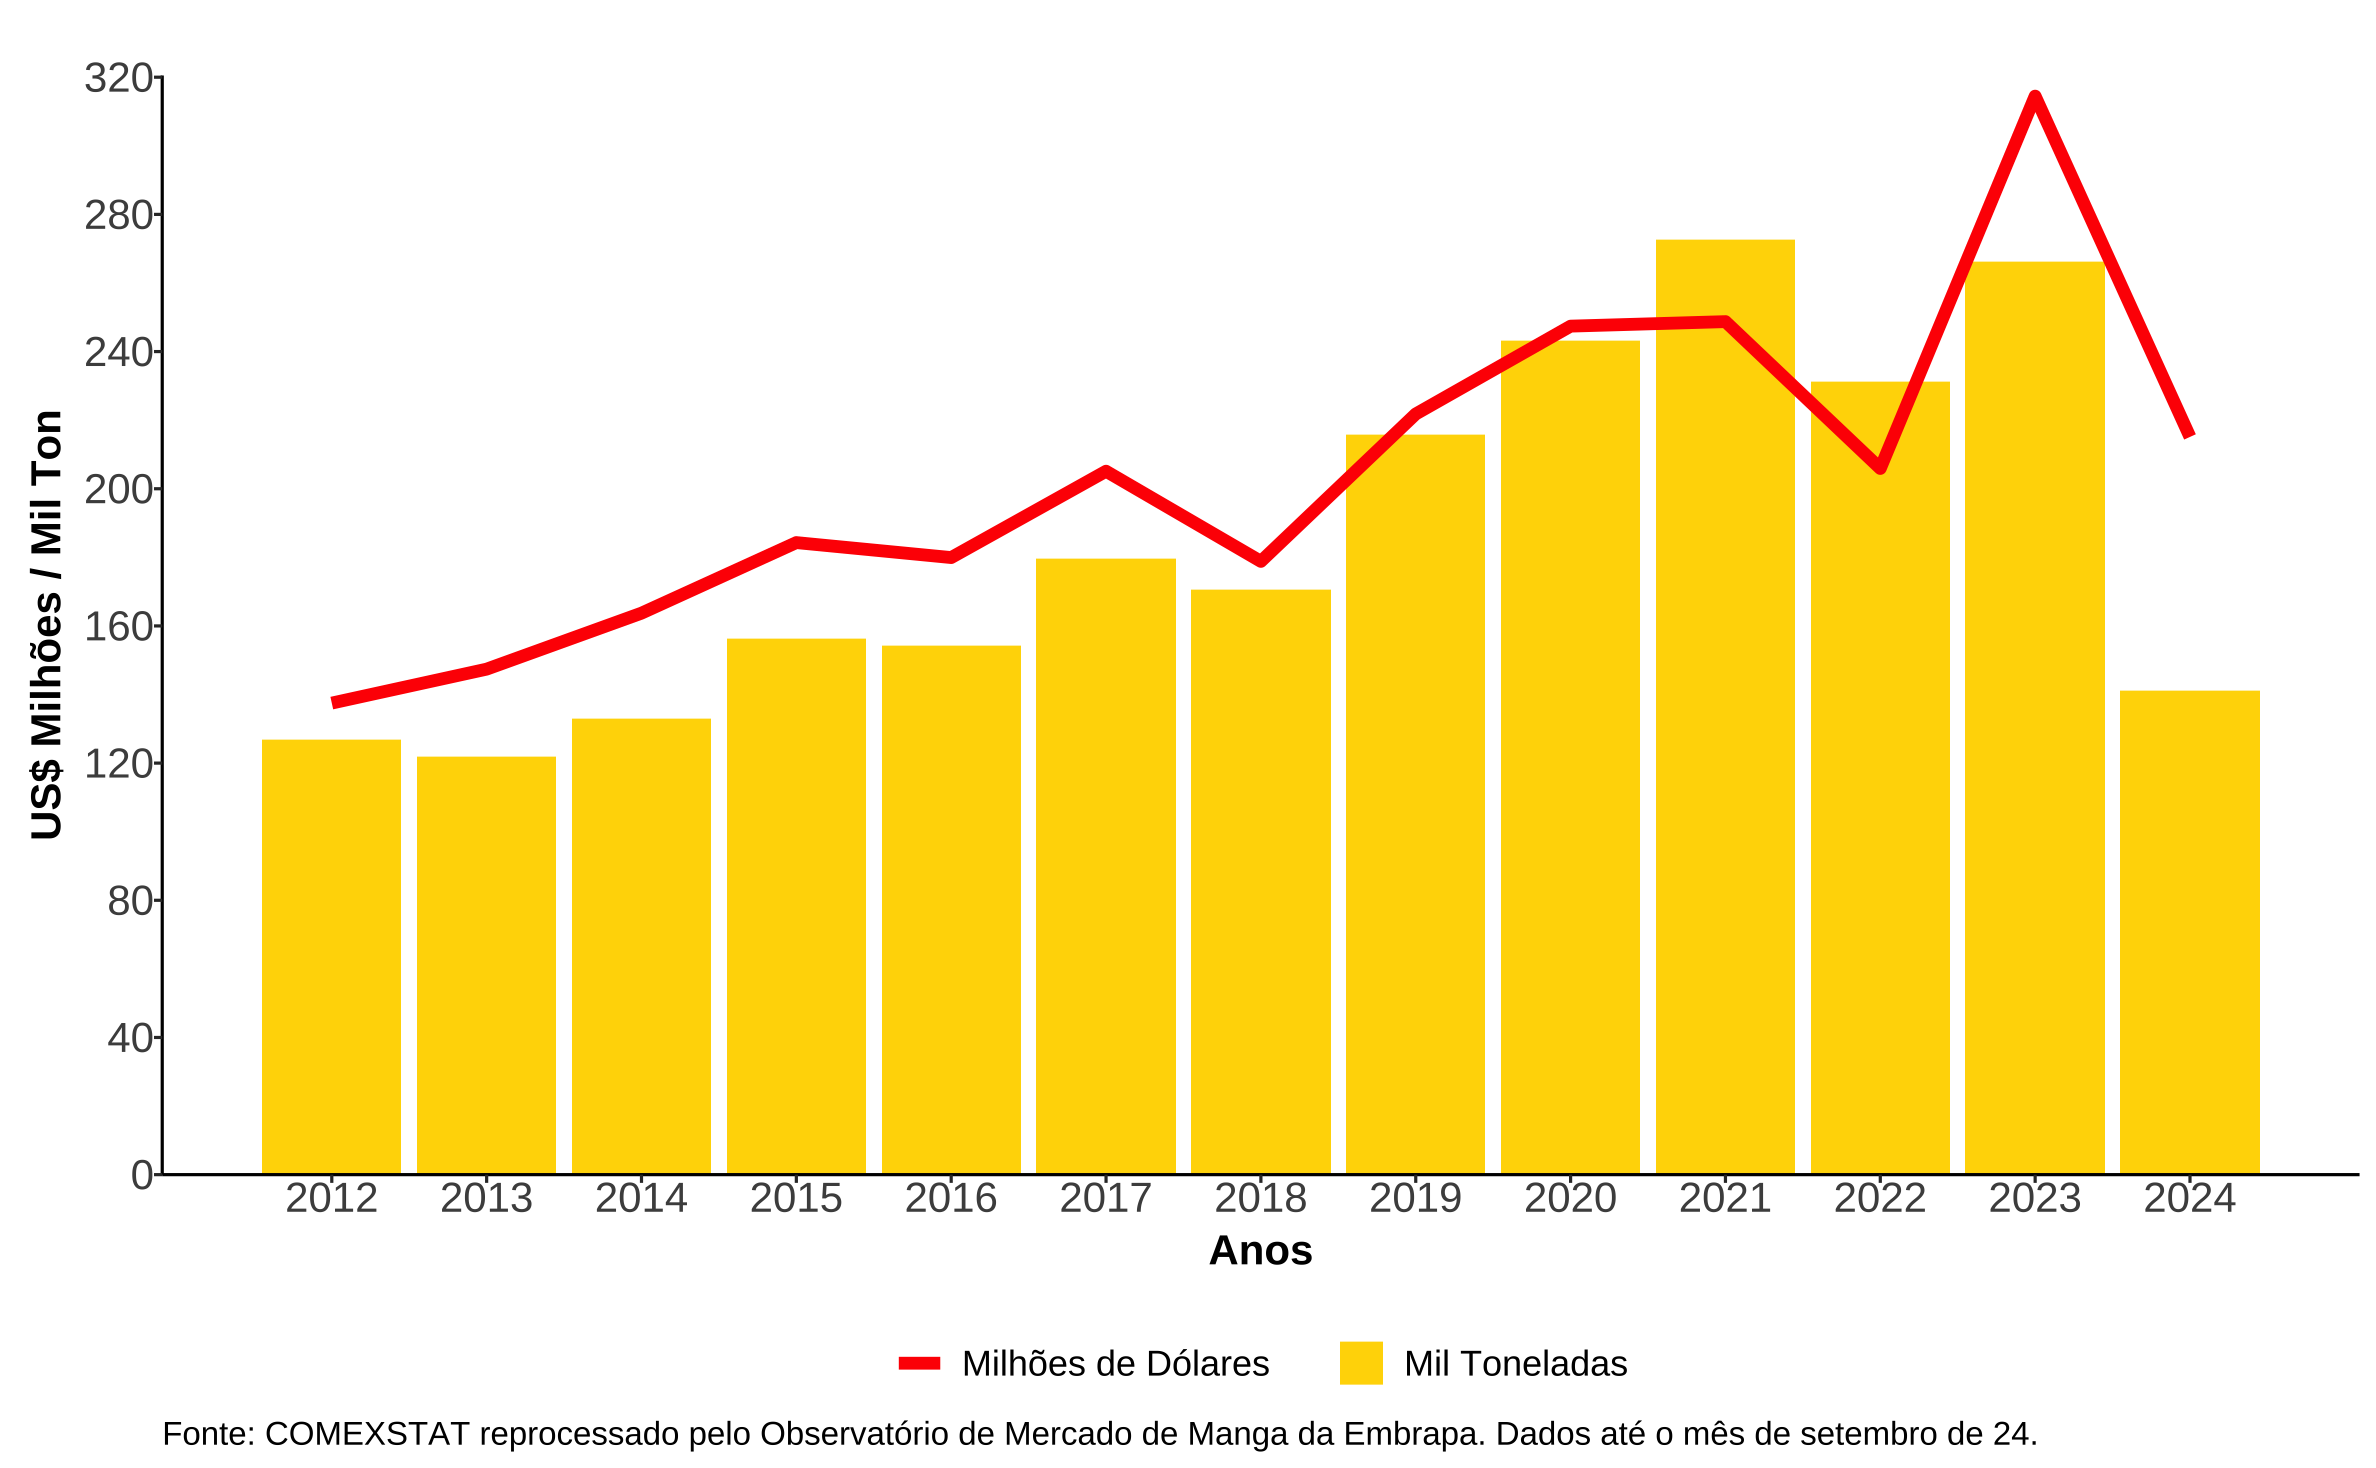 320
280
240
200
160
120
80
40
0
US$ Milhões / Mil Ton
2012 2013 2014 2015 2016 2017 2018 2019 2020 2021 2022 2023 2024
Anos
Milhões de Dólares Mil Toneladas
Fonte: COMEXSTAT reprocessado pelo Observatório de Mercado de Manga da Embrapa. Dados até o mês de setembro de 24.